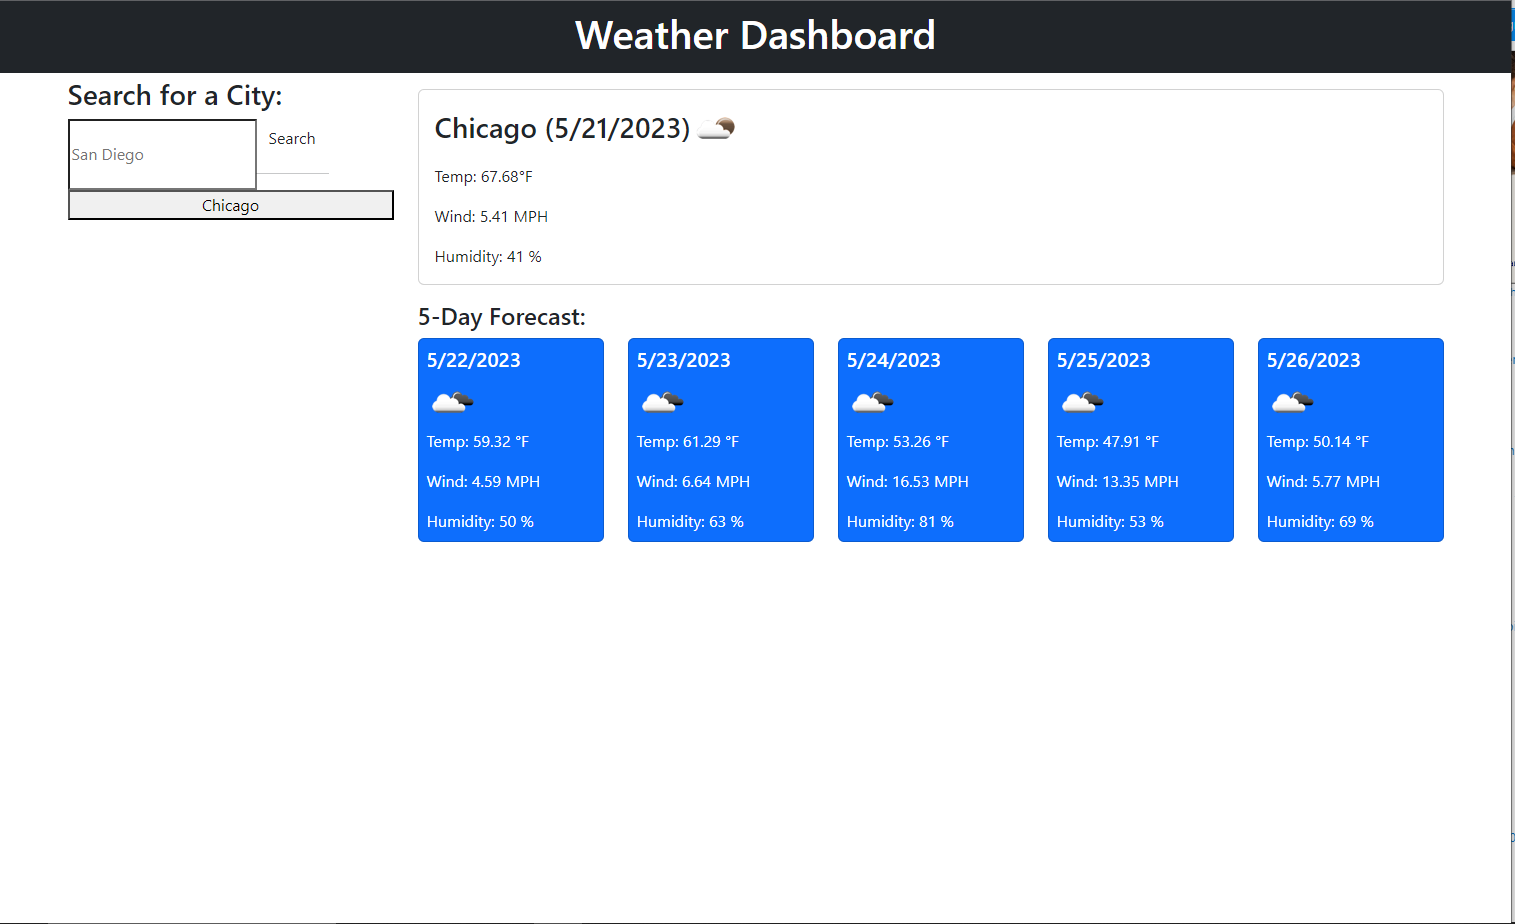 Weather Dashboard
Search for a City:
San Diego
Search
Chicago
Chicago (5/21/2023)
Temp: 67.68°F
Wind: 5.41 MPH
Humidity: 41 %
5-Day Forecast:
5/22/2023
Temp: 59.32 °F
Wind: 4.59 MPH
Humidity: 50 %
5/23/2023
Temp: 61.29 °F
Wind: 6.64 MPH
Humidity: 63 %
5/24/2023
Temp: 53.26 °F
Wind: 16.53 MPH
Humidity: 81 %
5/25/2023
Temp: 47.91 °F
Wind: 13.35 MPH
Humidity: 53 %
5/26/2023
Temp: 50.14 °F
Wind: 5.77 MPH
Humidity: 69 %